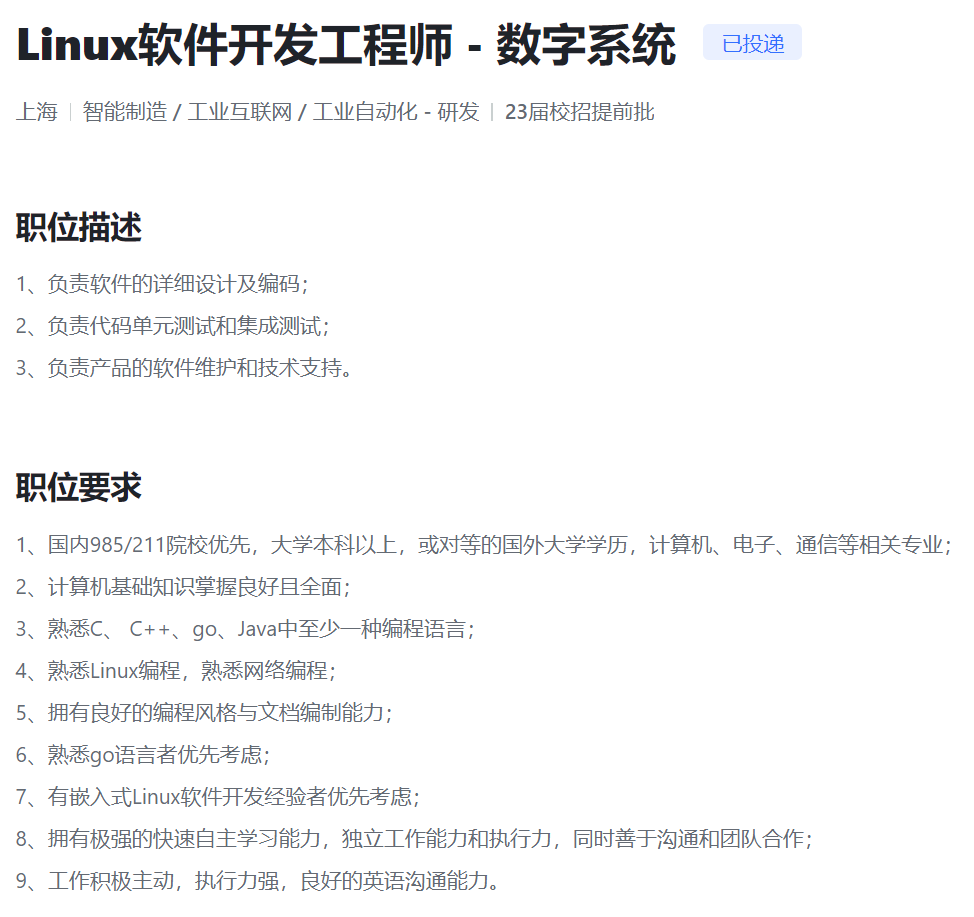 Linux软件开发工程师 - 数字系统 已投递
上海 | 智能制造 / 工业互联网 / 工业自动化 - 研发 | 23届校招提前批
职位描述
1、负责软件的详细设计及编码；
2、负责代码单元测试和集成测试；
3、负责产品的软件维护和技术支持。
职位要求
1、国内985/211院校优先，大学本科以上，或对等的国外大学学历，计算机、电子、通信等相关专业；
2、计算机基础知识掌握良好且全面；
3、熟悉C、 C++、go、Java中至少一种编程语言；
4、熟悉Linux编程，熟悉网络编程；
5、拥有良好的编程风格与文档编制能力；
6、熟悉go语言者优先考虑；
7、有嵌入式Linux软件开发经验者优先考虑；
8、拥有极强的快速自主学习能力，独立工作能力和执行力，同时善于沟通和团队合作；
9、工作积极主动，执行力强，良好的英语沟通能力。